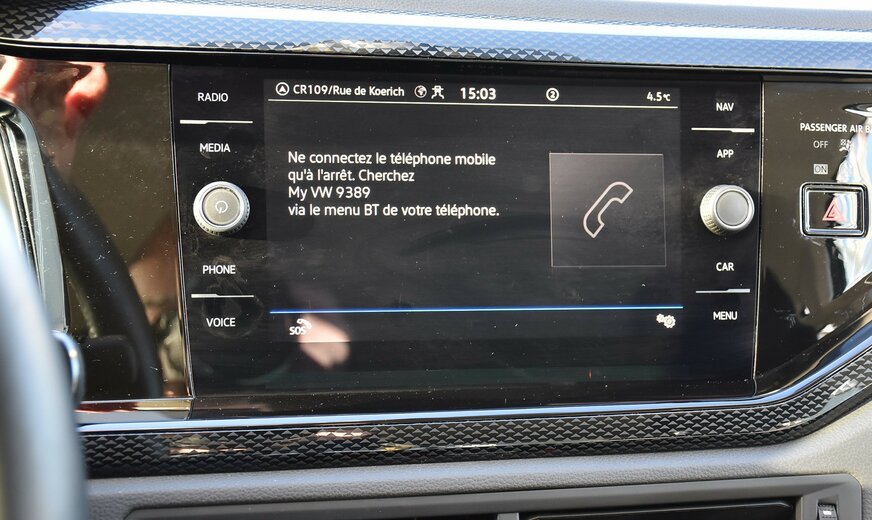 CR109/Rue de Koerich 15:03 2 4.5°C
RADIO
MEDIA
PHONE
VOICE
Ne connectez le téléphone mobile
qu'à l'arrêt. Cherchez
My VW 9389
via le menu BT de votre téléphone.
SOS
NAV
APP
CAR
MENU
PASSENGER AIR
OFF
ON